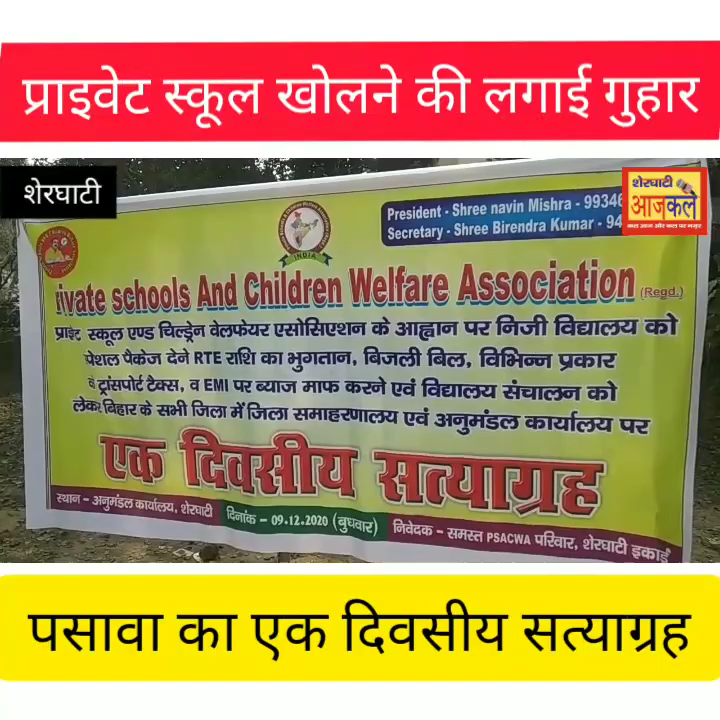 प्राइवेट स्कूल खोलने की लगाई गुहार
शेरघाटी
शेरघाटी
आजकल
INDIA
President - Shree navin Mishra - 99346
Secretary - Shree Birendra Kumar - 94
rivate schools And Children Welfare Association (Regd.)
प्राइवेट स्कूल एण्ड चिल्ड्रेन वेलफेयर एसोसिएशन के आह्वान पर निजी विद्यालय को
पेशल पैकेज देने RTE राशि का भुगतान, बिजली बिल, विभिन्न प्रकार
के ट्रांसपोर्ट टैक्स, व EMI पर ब्याज माफ करने एवं विद्यालय संचालन को
लेकर बिहार के सभी जिला में जिला समाहरणालय एवं अनुमंडल कार्यालय पर
एक दिवसीय सत्याग्रह
स्थान - अनुमंडल कार्यालय, शेरघाटी
दिनांक - 09.12.2020 (बुधवार)
निवेदक - समस्त PSACWA परिवार, शेरघाटी इकाई
पसावा का एक दिवसीय सत्याग्रह